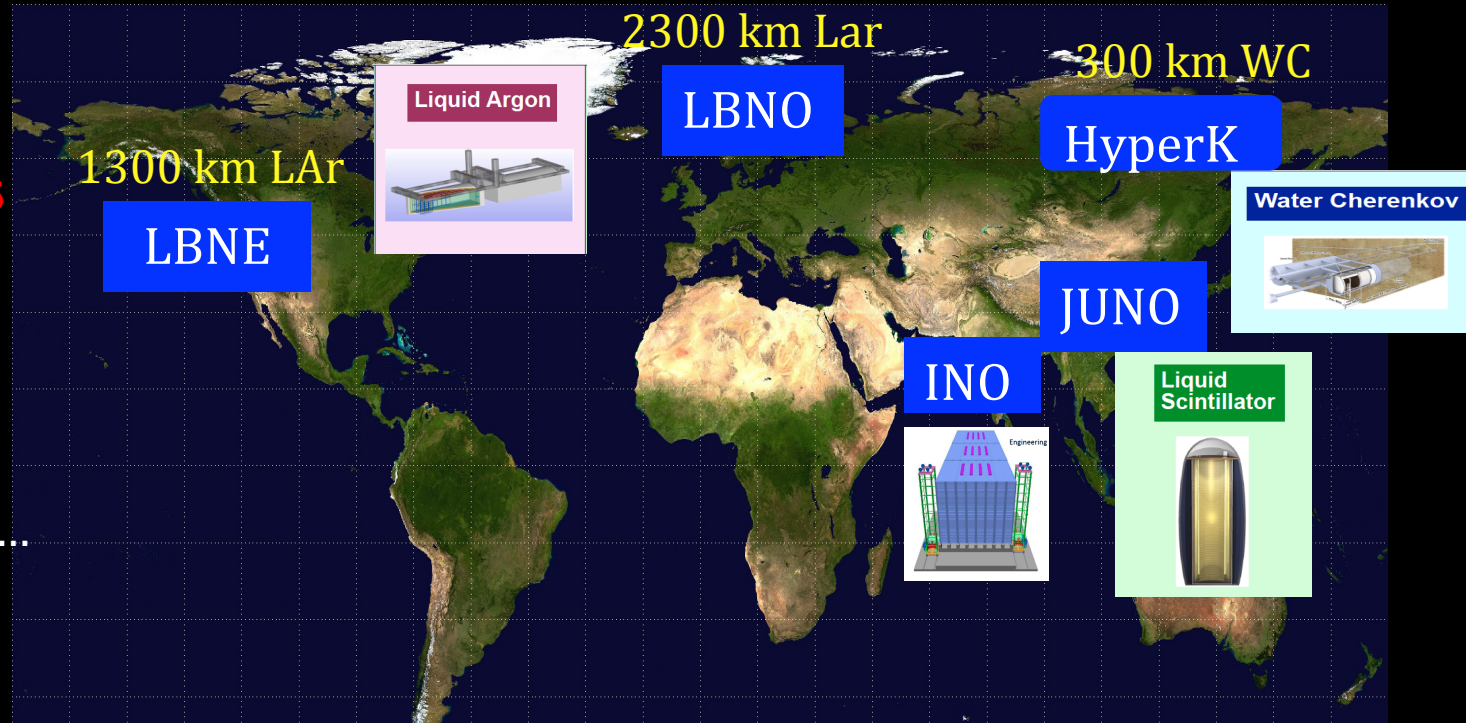 2300 km Lar
LBNO
300 km WC
HyperK
Liquid Argon
1300 km LAr
LBNE
Water Cherenkov
JUNO
INO
Liquid
Scintillator
Engineering
S
...